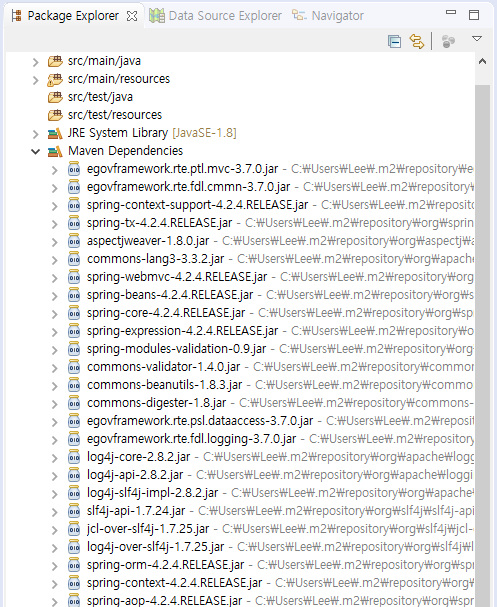 Package Explorer Data Source Explorer Navigator
src/main/java
src/main/resources
src/test/java
src/test/resources
JRE System Library [JavaSE-1.8]
Maven Dependencies
egovframework.rte.ptl.mvc-3.7.0.jar - C:₩Users₩Lee₩.m2₩repository₩e
egovframework.rte.fdl.cmmn-3.7.0.jar - C:₩Users₩Lee₩.m2₩repository₩
spring-context-support-4.2.4.RELEASE.jar - C:₩Users₩Lee₩.m2₩reposito
spring-tx-4.2.4.RELEASE.jar - C:₩Users₩Lee₩.m2₩repository₩org₩sprin
aspectjweaver-1.8.0.jar - C:₩Users₩Lee₩.m2₩repository₩org₩aspectj₩a
commons-lang3-3.3.2.jar - C:₩Users₩Lee₩.m2₩repository₩org₩apache
spring-webmvc-4.2.4.RELEASE.jar - C:₩Users₩Lee₩.m2₩repository₩org₩
spring-beans-4.2.4.RELEASE.jar - C:₩Users₩Lee₩.m2₩repository₩org₩s
spring-core-4.2.4.RELEASE.jar - C:₩Users₩Lee₩.m2₩repository₩org₩spr
spring-expression-4.2.4.RELEASE.jar - C:₩Users₩Lee₩.m2₩repository₩o
spring-modules-validation-0.9.jar - C:₩Users₩Lee₩.m2₩repository₩org
commons-validator-1.4.0.jar - C:₩Users₩Lee₩.m2₩repository₩common
commons-beanutils-1.8.3.jar - C:₩Users₩Lee₩.m2₩repository₩commo
commons-digester-1.8.jar - C:₩Users₩Lee₩.m2₩repository₩commons-
egovframework.rte.psl.dataaccess-3.7.0.jar - C:₩Users₩Lee₩.m2₩reposit
egovframework.rte.fdl.logging-3.7.0.jar - C:₩Users₩Lee₩.m2₩repository
log4j-core-2.8.2.jar - C:₩Users₩Lee₩.m2₩repository₩org₩apache₩logg
log4j-api-2.8.2.jar - C:₩Users₩Lee₩.m2₩repository₩org₩apache₩loggi
log4j-slf4j-impl-2.8.2.jar - C:₩Users₩Lee₩.m2₩repository₩org₩apache
slf4j-api-1.7.24.jar - C:₩Users₩Lee₩.m2₩repository₩org₩slf4j₩slf4j-api
jcl-over-slf4j-1.7.25.jar - C:₩Users₩Lee₩.m2₩repository₩org₩slf4j₩jcl-
log4j-over-slf4j-1.7.25.jar - C:₩Users₩Lee₩.m2₩repository₩org₩slf4j₩l
spring-orm-4.2.4.RELEASE.jar - C:₩Users₩Lee₩.m2₩repository₩org₩sp
spring-context-4.2.4.RELEASE.jar - C:₩Users₩Lee₩.m2₩repository₩org
spring-aop-4.2.4.RELEASE.jar - C:₩Users₩Lee₩.m2₩repository₩org₩spr